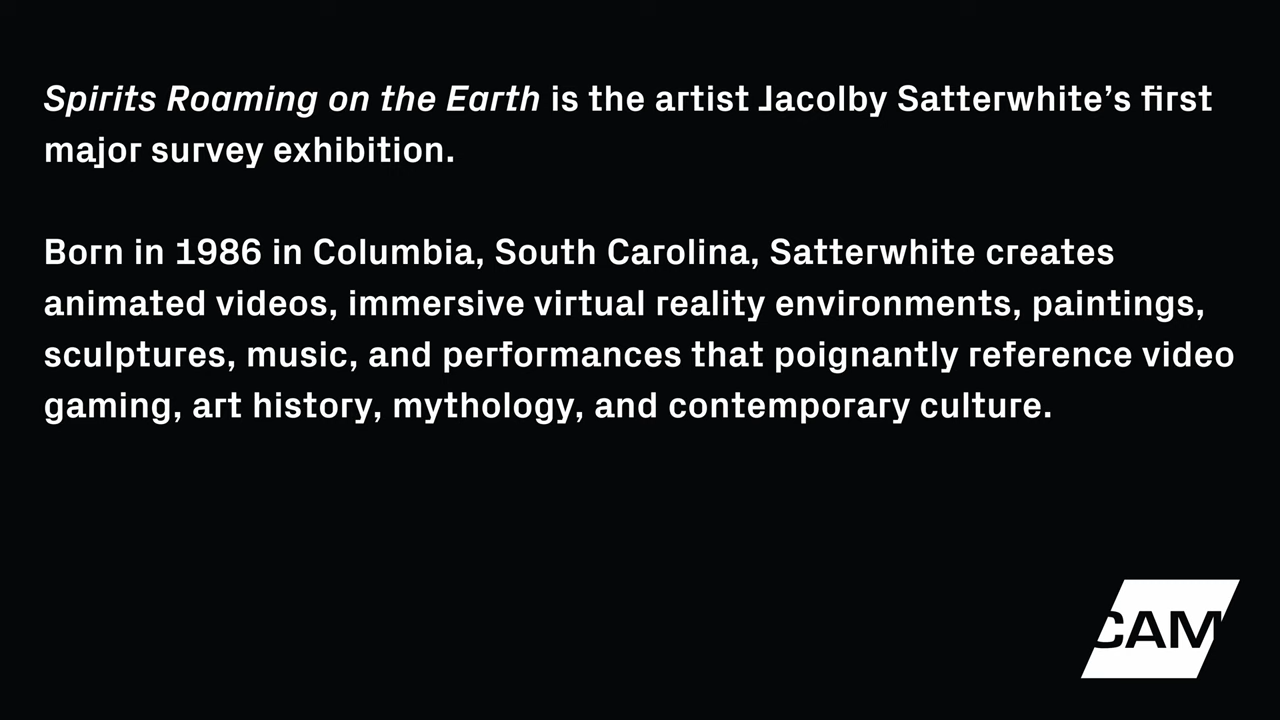 Spirits Roaming on the Earth is the artist Jacolby Satterwhite’s first
major survey exhibition.
Born in 1986 in Columbia, South Carolina, Satterwhite creates
animated videos, immersive virtual reality environments, paintings,
sculptures, music, and performances that poignantly reference video
gaming, art history, mythology, and contemporary culture.
CAM